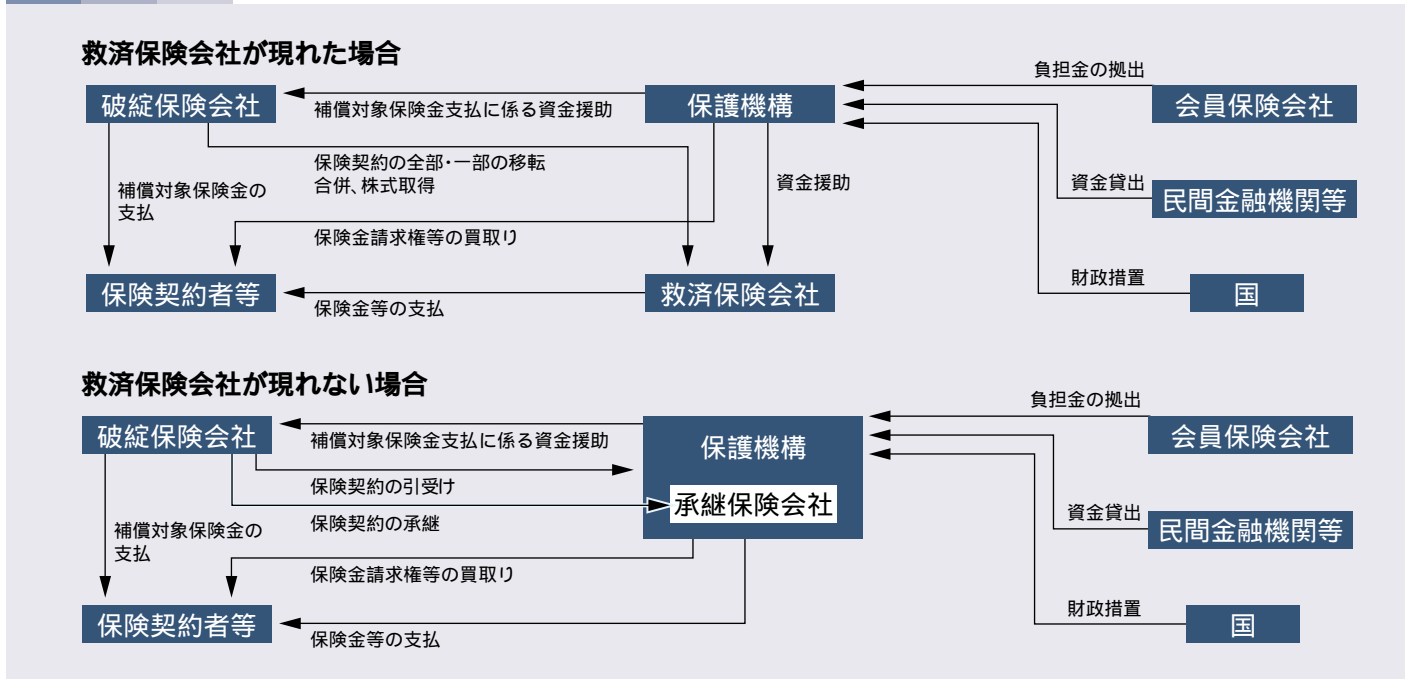 救済保険会社が現れた場合
負担金の拠出
破綻保険会社
補償対象保険金支払に係る資金援助
保護機構
会員保険会社
保険契約の全部・一部の移転
合併、株式取得
補償対象保険金の
支払
資金援助
資金貸出
民間金融機関等
保険金請求権等の買取り
財政措置
保険契約者等
保険金等の支払
救済保険会社
国
救済保険会社が現れない場合
負担金の拠出
破綻保険会社
補償対象保険金支払に係る資金援助
保護機構
会員保険会社
保険契約の引受け
承継保険会社
保険契約の承継
補償対象保険金の
支払
資金貸出
民間金融機関等
保険金請求権等の買取り
財政措置
保険契約者等
保険金等の支払
国